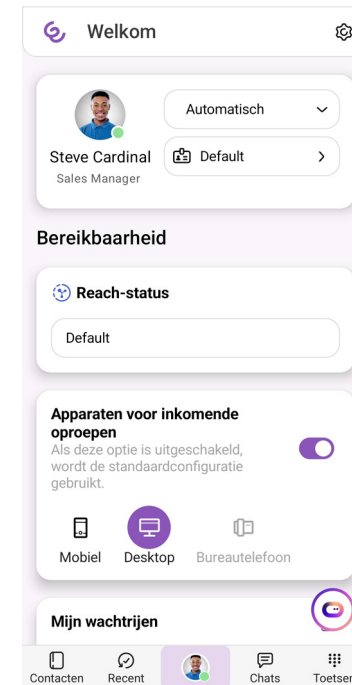 Welkom
Automatisch
Steve Cardinal
Default
Sales Manager
Bereikbaarheid
Reach-status
Default
Apparaten voor inkomende
oproepen
Als deze optie is uitgeschakeld,
wordt de standaardconfiguratie
gebruikt.
Mobiel Desktop Bureautelefoon
Mijn wachtrijen
Contacten Recent Chats Toetsen